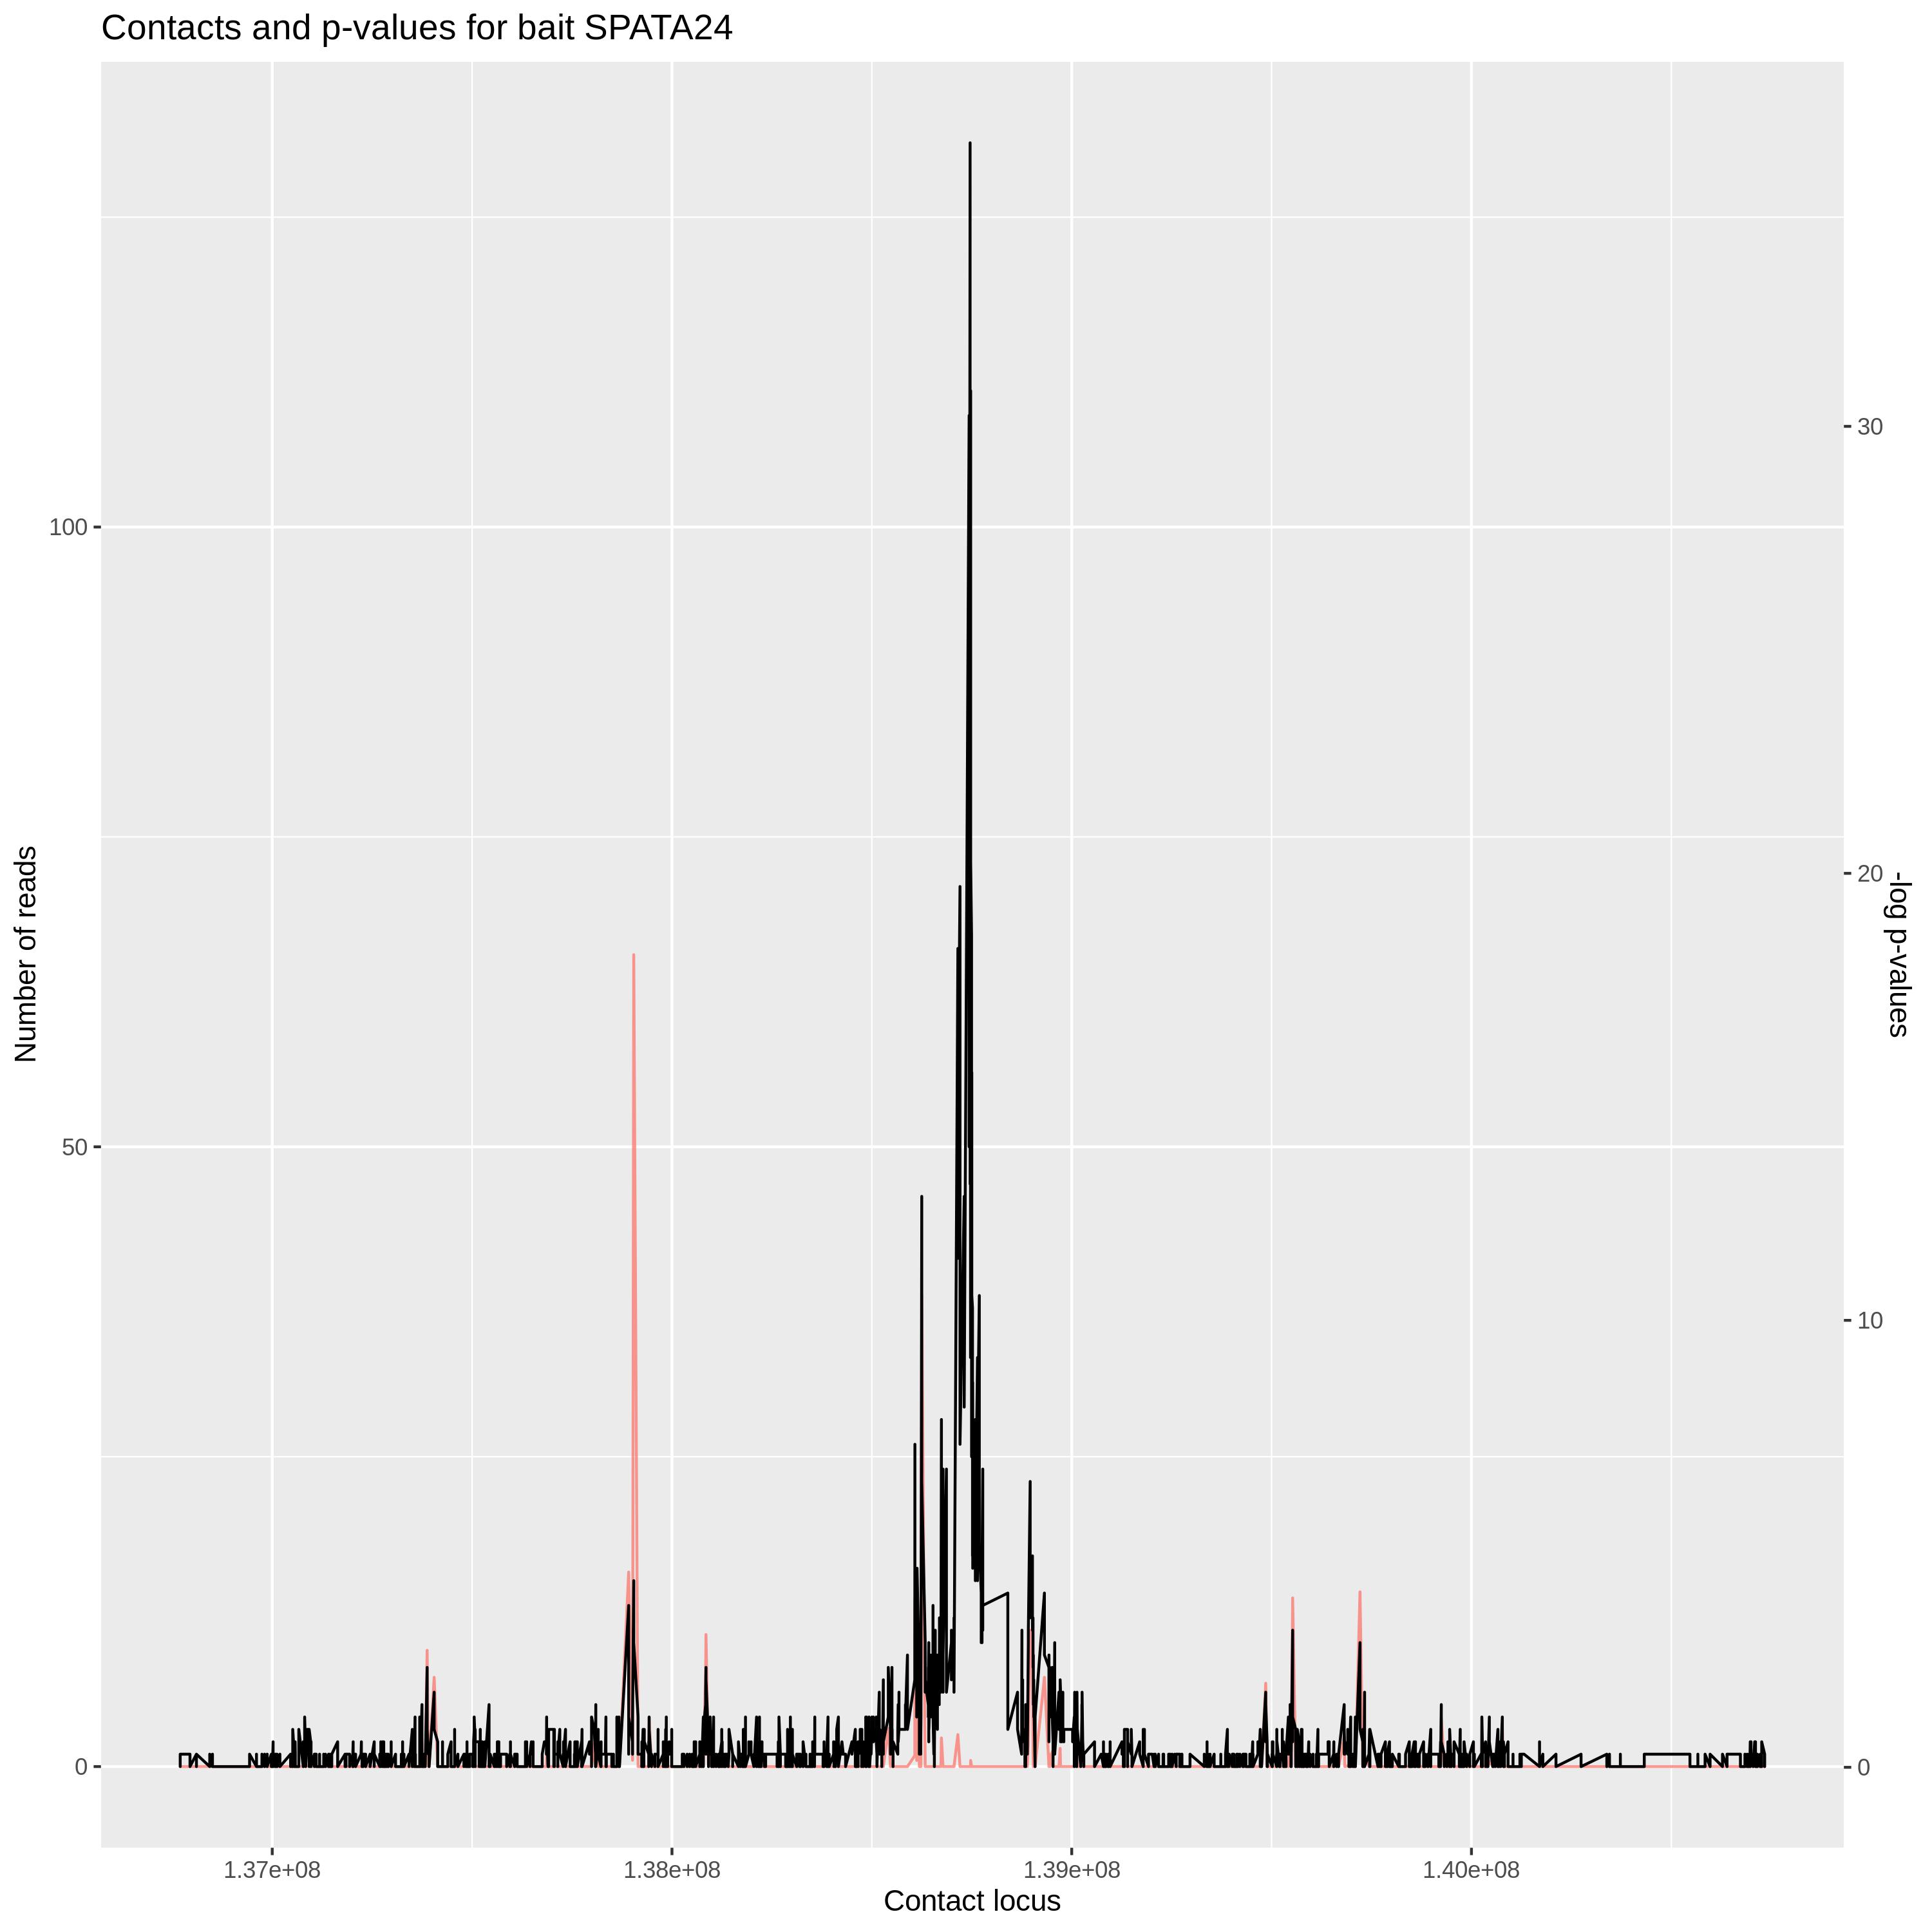 Contacts and p-values for bait SPATA24
Number of reads
100
50
0
30
20
10
0
-log p-values
1.37e+08
1.38e+08
1.39e+08
1.40e+08
Contact locus